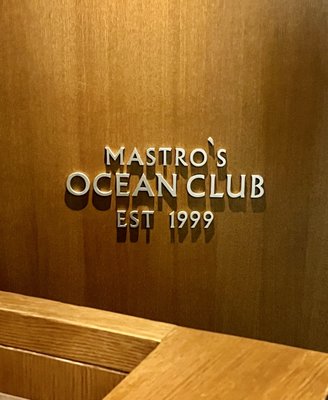 MASTRO`S
OCEAN CLUB
EST 1999